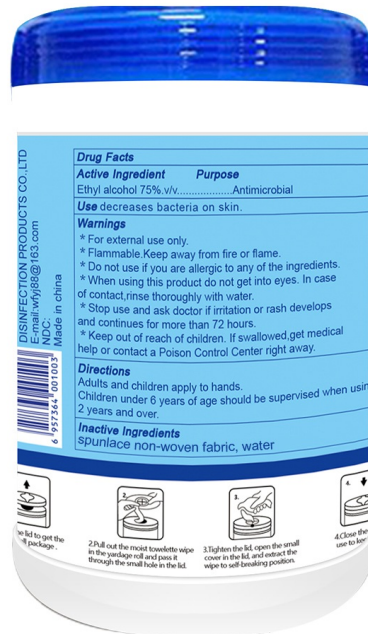 DISINFECTION PRODUCTS CO.,LTD
E-mail:wfyj88@163.com
NDC:
Made in china
6 957364 001003
Drug Facts
Active Ingredient Purpose
Ethyl alcohol 75%.v/v...................Antimicrobial
Use decreases bacteria on skin.
Warnings
* For external use only.
* Flammable.Keep away from fire or flame.
* Do not use if you are allergic to any of the ingredients.
* When using this product do not get into eyes. In case
of contact,rinse thoroughly with water.
* Stop use and ask doctor if irritation or rash develops
and continues for more than 72 hours.
* Keep out of reach of children. If swallowed,get medical
help or contact a Poison Control Center right away.
Directions
Adults and children apply to hands.
Children under 6 years of age should be supervised when usin
2 years and over.
Inactive Ingredients
spunlace non-woven fabric, water
he lid to get the
ll package .
2.
2.Pull out the moist towelette wipe
in the yardage roll and pass it
through the small hole in the lid.
3.
3.Tighten the lid, open the small
cover in the lid, and extract the
wipe to self-breaking position.
4.
4.Close the
use to kee